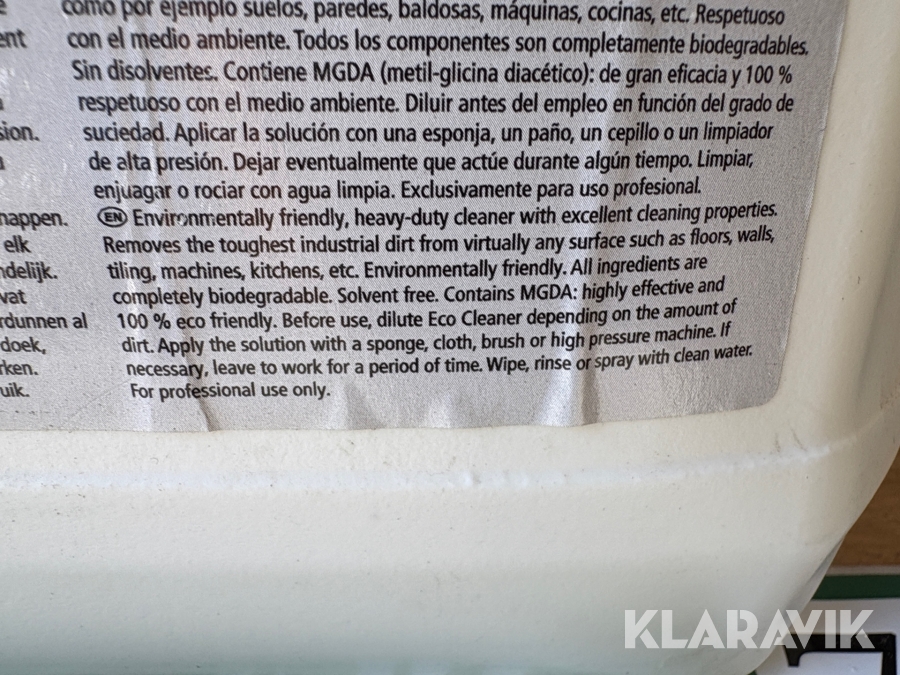 como por ejemplo suelos, paredes, baldosas, máquinas, cocinas, etc. Respetuoso
ent con el medio ambiente. Todos los componentes son completamente biodegradables.
Sin disolventes. Contiene MGDA (metil-glicina diacético): de gran eficacia y 100 %
respetuoso con el medio ambiente. Diluir antes del empleo en función del grado de
sion. suciedad. Aplicar la solución con una esponja, un paño, un cepillo o un limpiador
de alta presión. Dejar eventualmente que actúe durante algún tiempo. Limpiar,
enjuagar o rociar con agua limpia. Exclusivamente para uso profesional.
nappen. EN Environmentally friendly, heavy-duty cleaner with excellent cleaning properties.
elk Removes the toughest industrial dirt from virtually any surface such as floors, walls,
ndelijk. tiling, machines, kitchens, etc. Environmentally friendly. All ingredients are
vat completely biodegradable. Solvent free. Contains MGDA: highly effective and
rdunnen al 100 % eco friendly. Before use, dilute Eco Cleaner depending on the amount of
doek, dirt. Apply the solution with a sponge, cloth, brush or high pressure machine. If
rken. necessary, leave to work for a period of time. Wipe, rinse or spray with clean water.
uik. For professional use only.
KLARAVIK